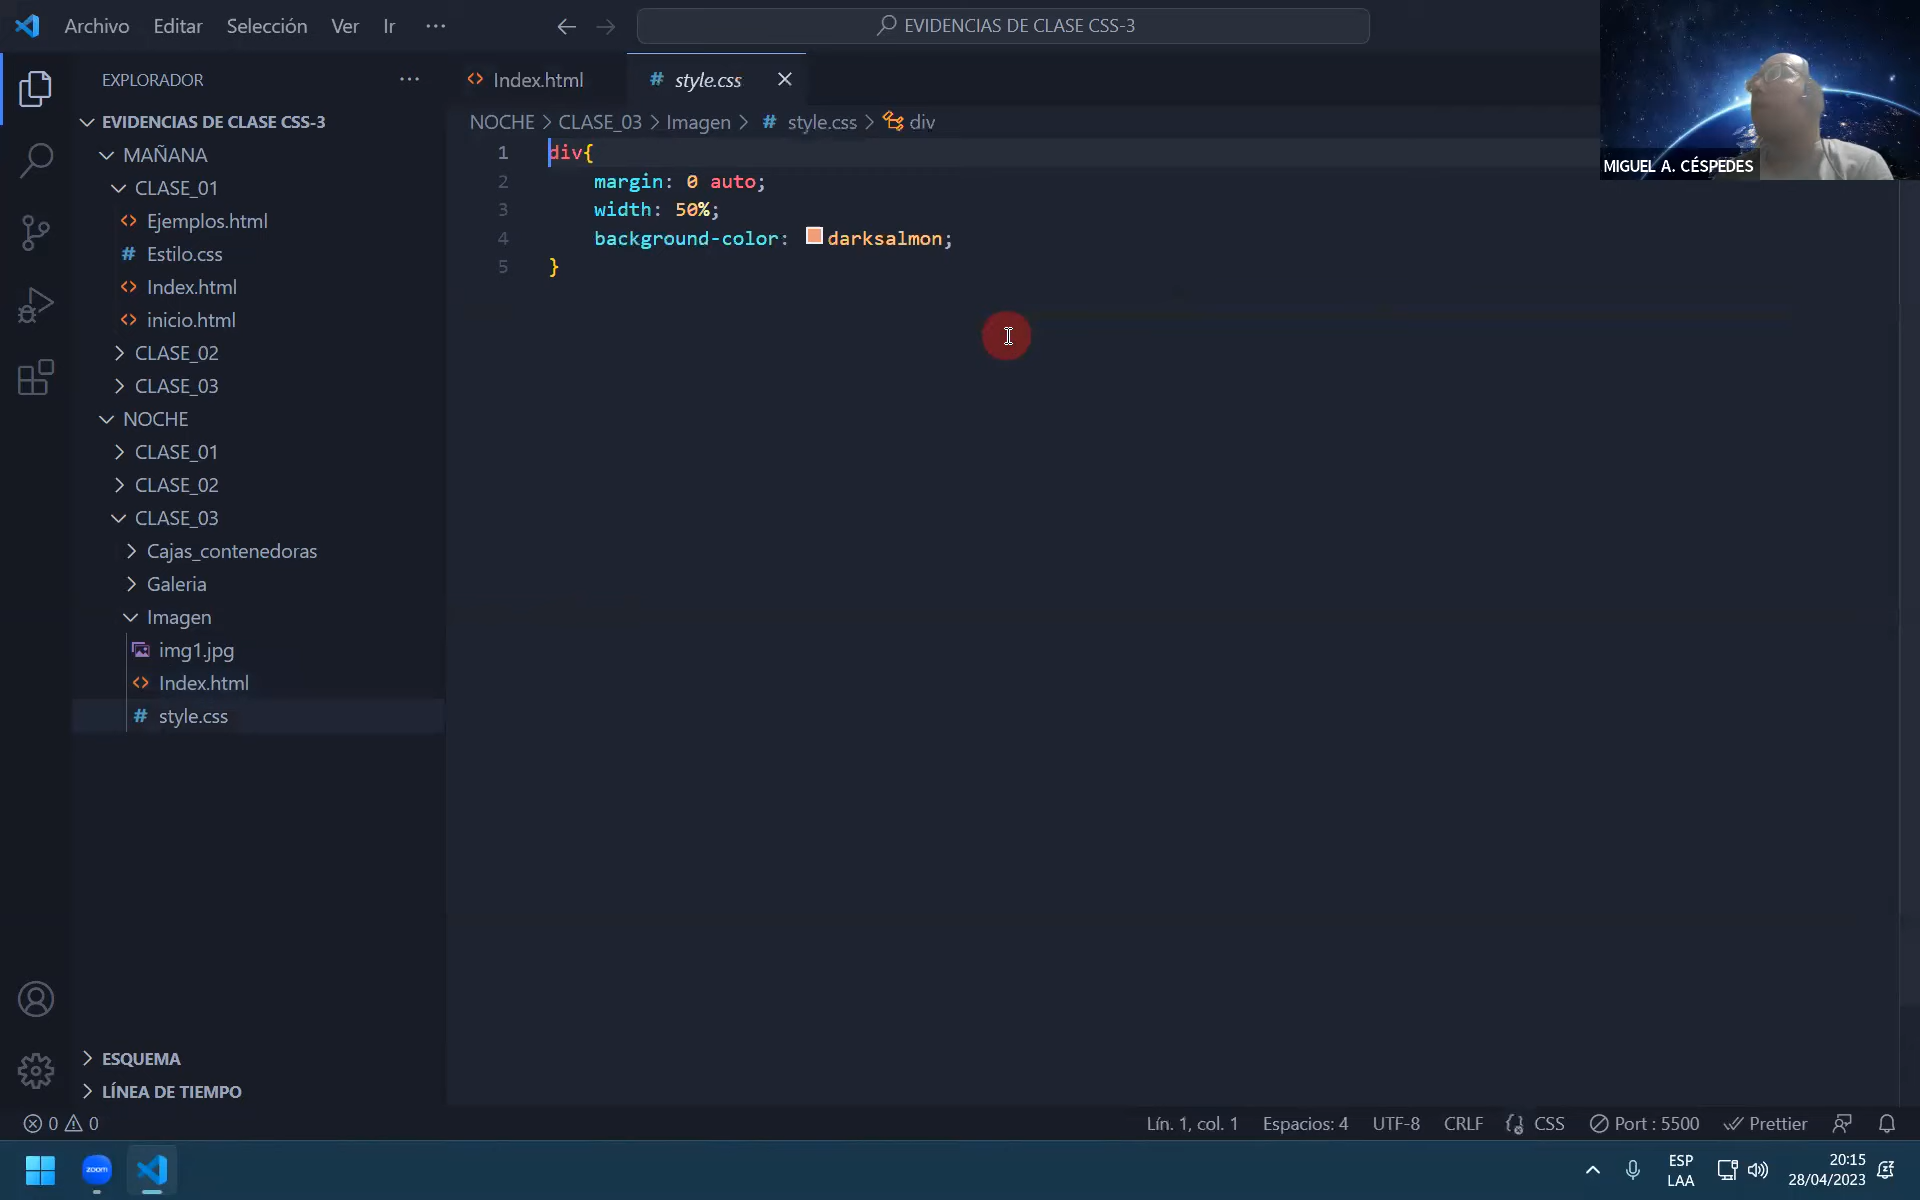 Archivo Editar Selección Ver Ir ···
EVIDENCIAS DE CLASE CSS-3
EXPLORADOR ···
Index.html
# style.css
NOCHE > CLASE_03 > Imagen > # style.css > div
EVIDENCIAS DE CLASE CSS-3
MAÑANA
CLASE_01
Ejemplos.html
# Estilo.css
Index.html
inicio.html
CLASE_02
CLASE_03
NOCHE
CLASE_01
CLASE_02
CLASE_03
Cajas_contenedoras
Galeria
Imagen
img1.jpg
Index.html
# style.css
ESQUEMA
LÍNEA DE TIEMPO
1 div{
2 margin: 0 auto;
3 width: 50%;
4 background-color: darksalmon;
5 }
MIGUEL A. CÉSPEDES
0 0
Lín. 1, col. 1 Espacios: 4 UTF-8 CRLF CSS Port : 5500 Prettier
zoom
ESP
LAA
20:15
28/04/2023